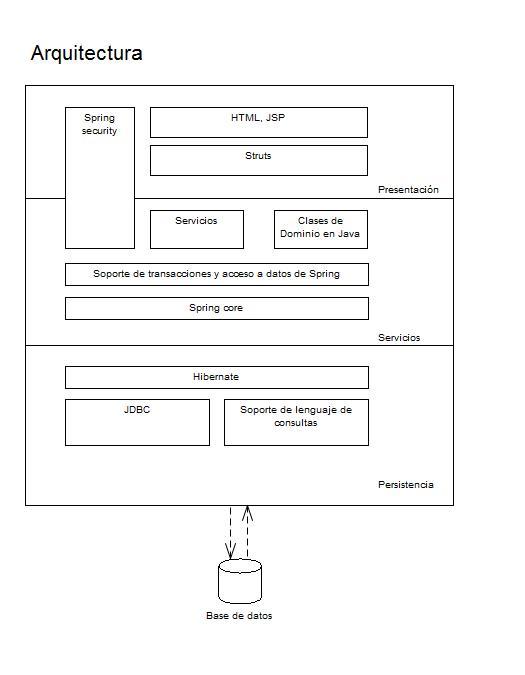 Arquitectura
Spring
security
HTML, JSP
Struts
Presentación
Servicios
Clases de
Dominio en Java
Soporte de transacciones y acceso a datos de Spring
Spring core
Servicios
Hibernate
JDBC
Soporte de lenguaje de
consultas
Persistencia
Base de datos